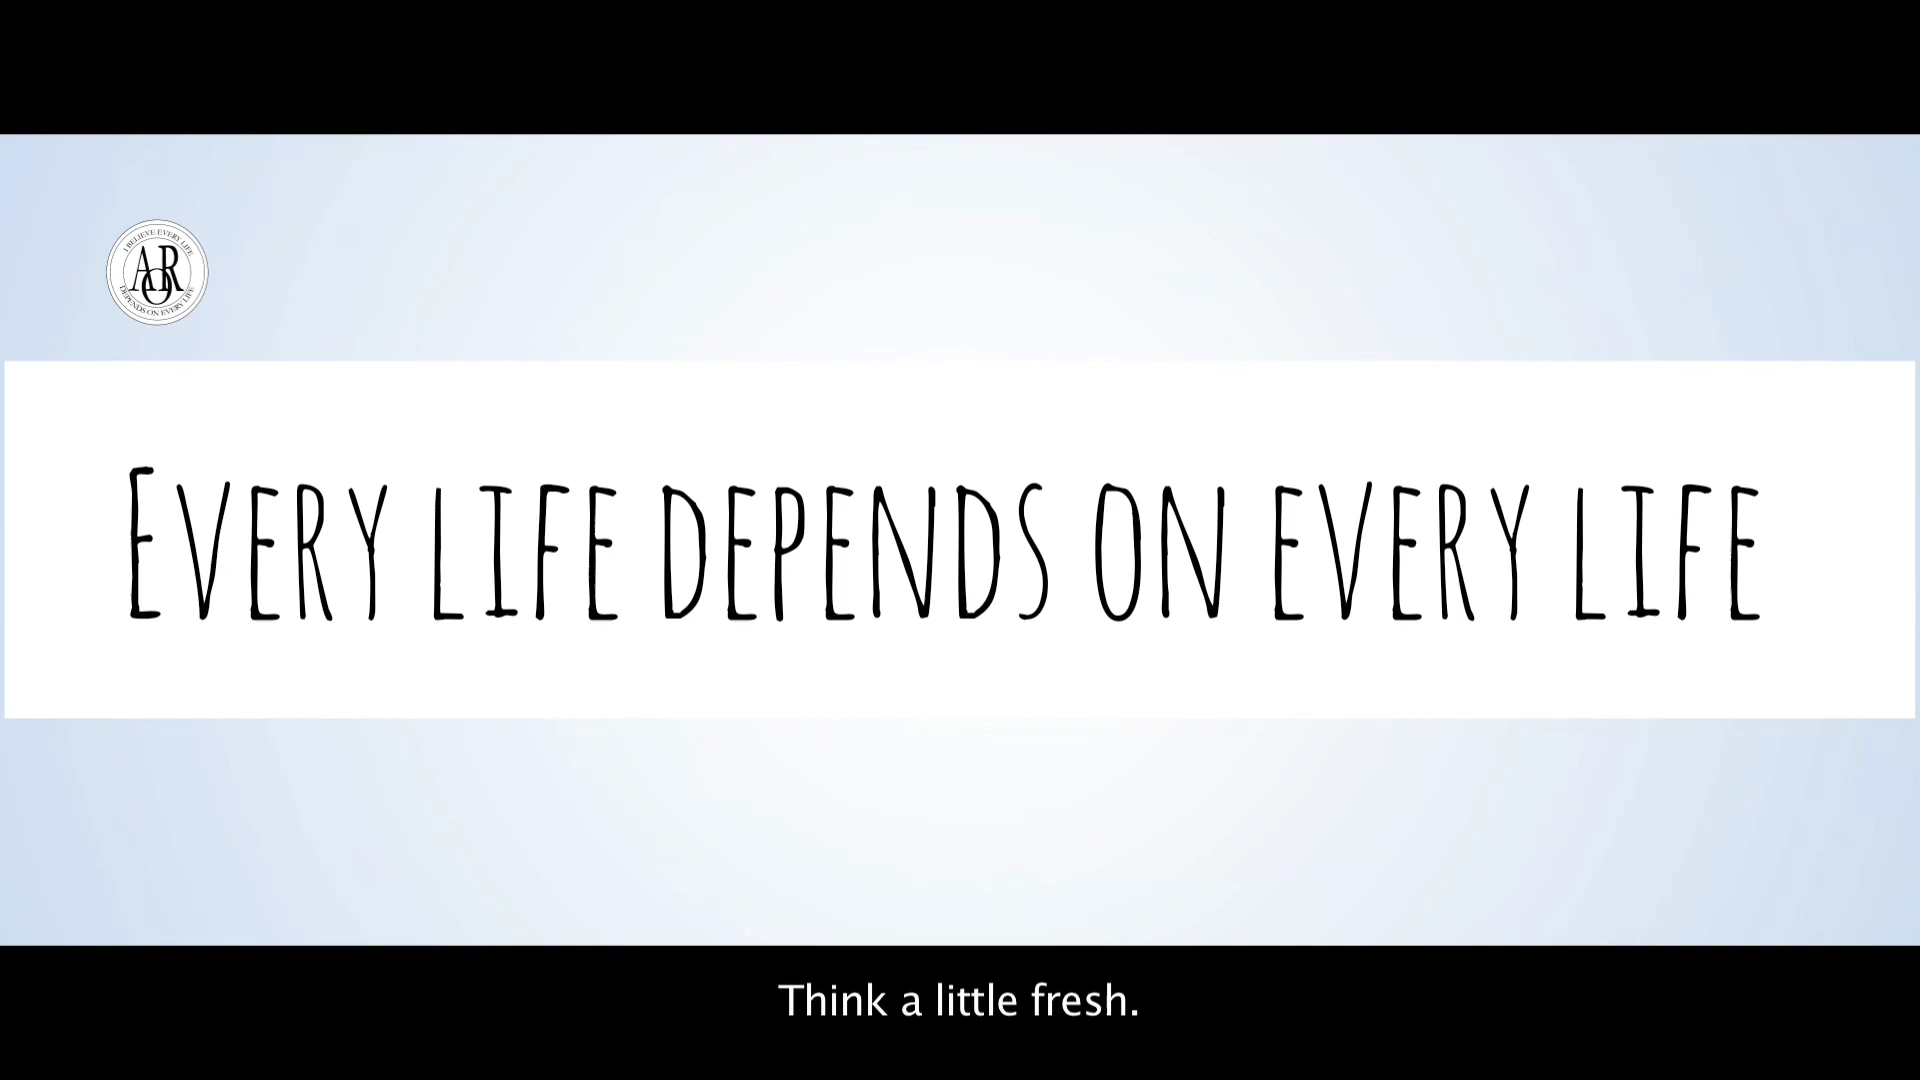 I BELIEVE EVERY LIFE
AOR
DEPENDS ON EVERY LIFE
EVERY LIFE DEPENDS ON EVERY LIFE
Think a little fresh.